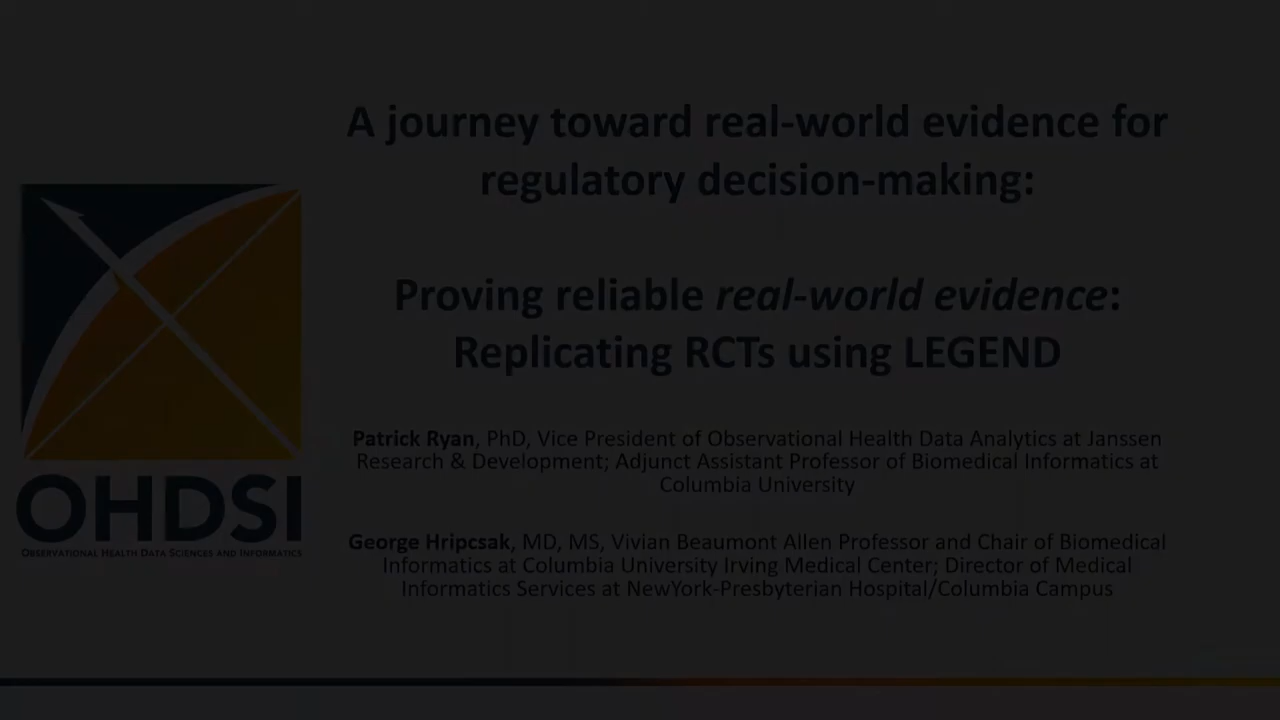 A journey toward real-world evidence for
regulatory decision-making:
Proving reliable real-world evidence:
Replicating RCTs using LEGEND
Patrick Ryan, PhD, Vice President of Observational Health Data Analytics at Janssen
Research & Development; Adjunct Assistant Professor of Biomedical Informatics at
Columbia University
George Hripcsak, MD, MS, Vivian Beaumont Allen Professor and Chair of Biomedical
Informatics at Columbia University Irving Medical Center; Director of Medical
Informatics Services at NewYork-Presbyterian Hospital/Columbia Campus
OHDSI
OBSERVATIONAL HEALTH DATA SCIENCES AND INFORMATICS